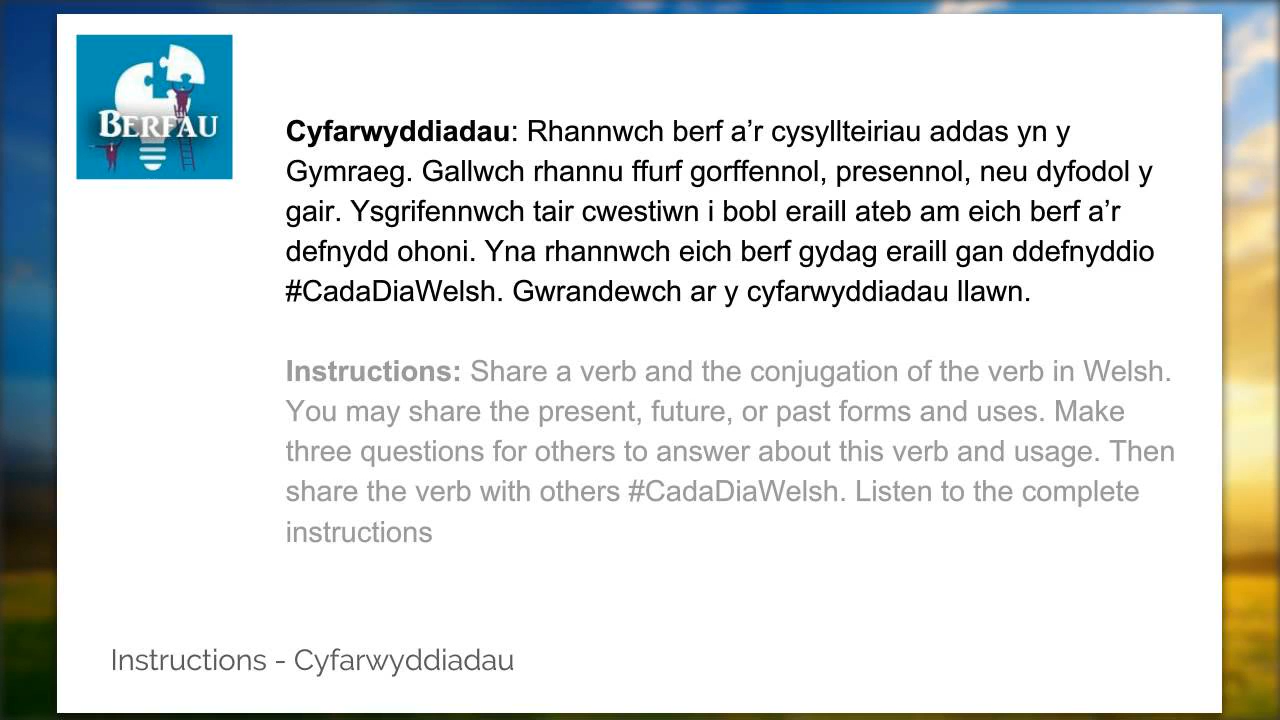 BERFAU
Cyfarwyddiadau: Rhannwch berf a’r cysyllteiriau addas yn y
Gymraeg. Gallwch rhannu ffurf gorffennol, presennol, neu dyfodol y
gair. Ysgrifennwch tair cwestiwn i bobl eraill ateb am eich berf a’r
defnydd ohoni. Yna rhannwch eich berf gydag eraill gan ddefnyddio
#CadaDiaWelsh. Gwrandewch ar y cyfarwyddiadau llawn.
Instructions: Share a verb and the conjugation of the verb in Welsh.
You may share the present, future, or past forms and uses. Make
three questions for others to answer about this verb and usage. Then
share the verb with others #CadaDiaWelsh. Listen to the complete
instructions
Instructions - Cyfarwyddiadau